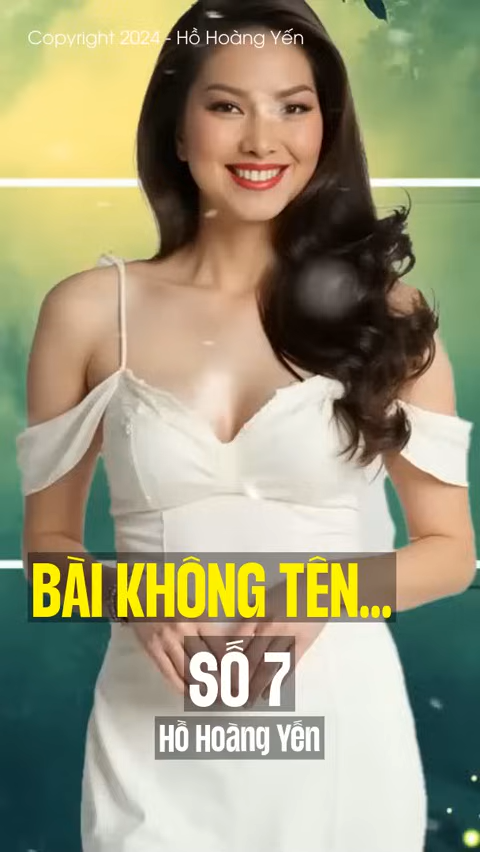 Copyright 2024 - Hồ Hoàng Yến
BÀI KHÔNG TÊN...
SỐ 7
Hồ Hoàng Yến